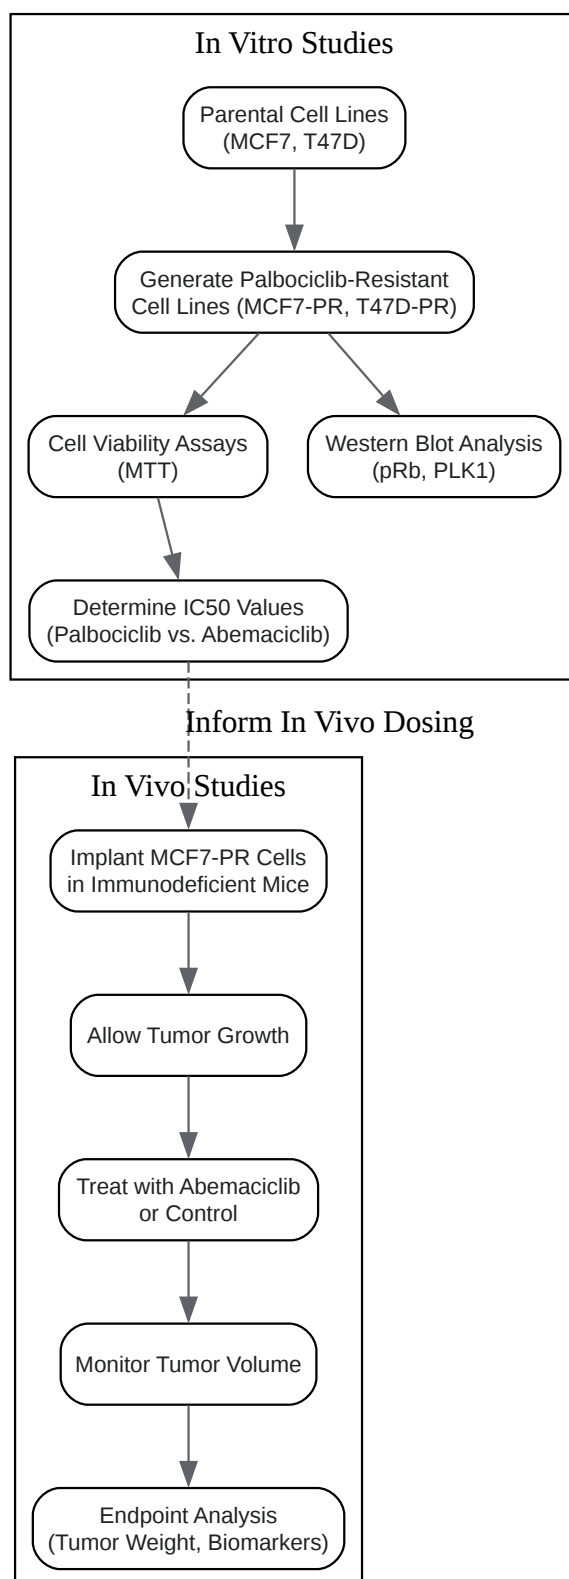 In Vitro Studies
Parental Cell Lines
(MCF7, T47D)
Generate Palbociclib-Resistant
Cell Lines (MCF7-PR, T47D-PR)
Cell Viability Assays
(MTT)
Western Blot Analysis
(pRb, PLK1)
Determine IC50 Values
(Palbociclib vs. Abemaciclib)
Inform In Vivo Dosing
In Vivo Studies
Implant MCF7-PR Cells
in Immunodeficient Mice
Allow Tumor Growth
Treat with Abemaciclib
or Control
Monitor Tumor Volume
Endpoint Analysis
(Tumor Weight, Biomarkers)